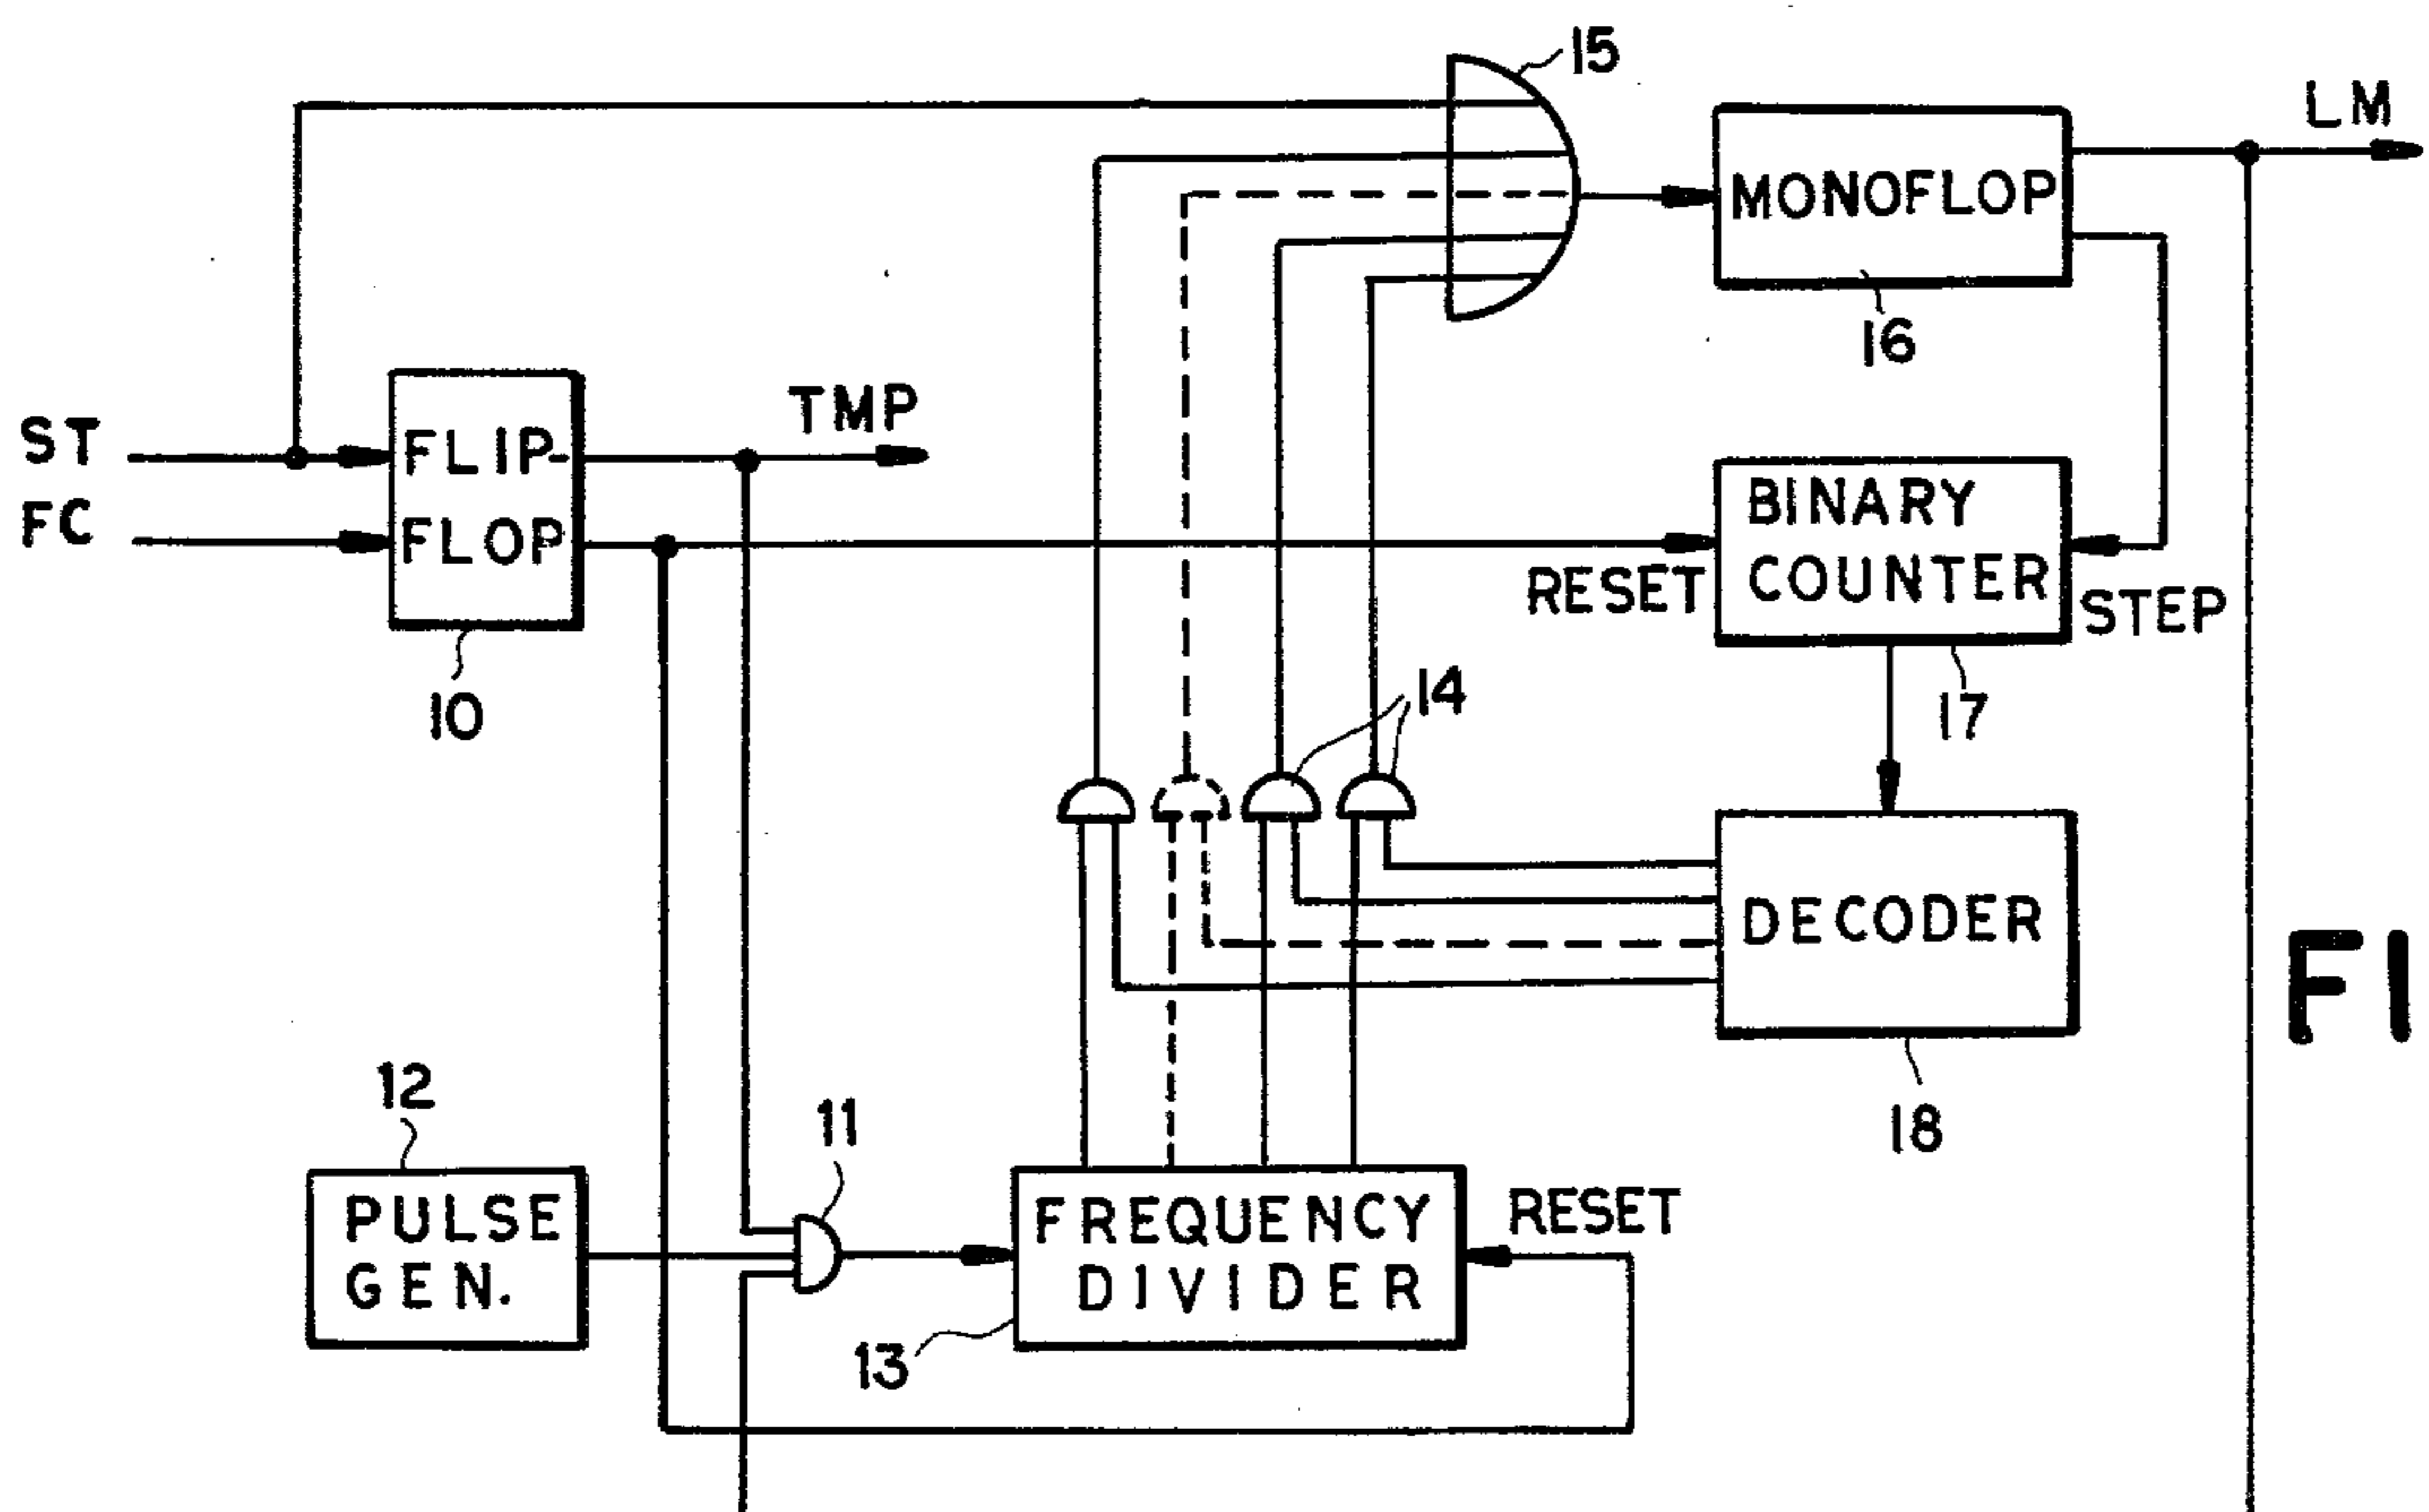 15
LM
MONOFLOP
16
ST
FC
FLIP-
FLOP
TMP
10
BINARY
COUNTER
RESET
STEP
17
14
DECODER
18
FI
12
11
PULSE
GEN.
FREQUENCY
DIVIDER
RESET
13